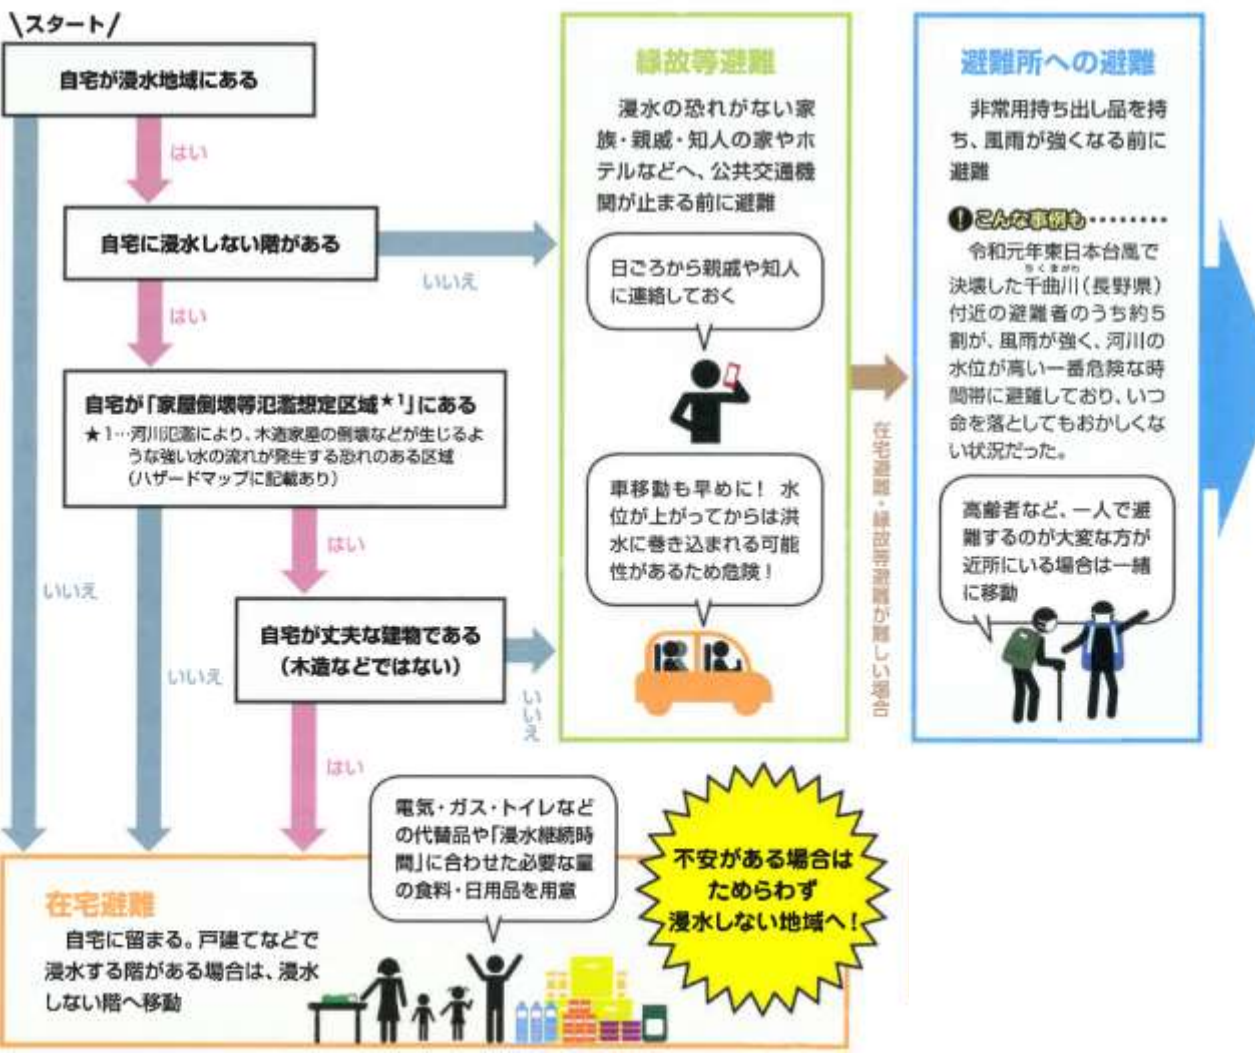 \スタート/
自宅が浸水地域にある
はい
自宅に浸水しない階がある
いいえ
はい
自宅が「家屋倒壊等氾濫想定区域★1」にある
★1…河川氾濫により、木造家屋の倒壊などが生じるよ
うな強い水の流れが発生する恐れのある区域
(ハザードマップに記載あり)
はい
いいえ
いいえ
自宅が丈夫な建物である
(木造などではない)
いいえ
はい
縁故等避難
浸水の恐れがない家
族・親戚・知人の家やホ
テルなどへ、公共交通機
関が止まる前に避難
日ごろから親戚や知人
に連絡しておく
車移動も早めに! 水
位が上がってからは洪
水に巻き込まれる可能
性があるため危険!
在宅避難・縁故等避難が難しい場合
避難所への避難
非常用持ち出し品を持
ち、風雨が強くなる前に
避難
!こんな事例も・・・・・・・・
令和元年東日本台風で
ちくまがわ
決壊した千曲川(長野県)
付近の避難者のうち約5
割が、風雨が強く、河川の
水位が高い一番危険な時
間帯に避難しており、いつ
命を落としてもおかしくな
い状況だった。
高齢者など、一人で避
難するのが大変な方が
近所にいる場合は一緒
に移動
在宅避難
自宅に留まる。戸建てなどで
浸水する階がある場合は、浸水
しない階へ移動
電気・ガス・トイレなど
の代替品や「浸水継続時
間」に合わせた必要な量
の食料・日用品を用意
不安がある場合は
ためらわず
浸水しない地域へ!